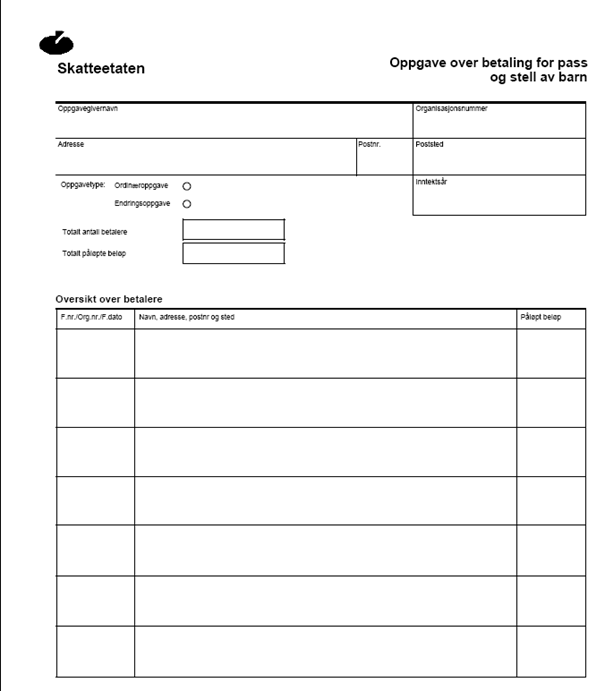 Skatteetaten
Oppgave over betaling for pass
og stell av barn
Oppgavegivernavn
Organisasjonsnummer
Adresse
Postnr.
Poststed
Oppgavetype: Ordinæroppgave
Inntektsår
Endringsoppgave
Totalt antall betalere
Totalt påløpte beløp
Oversikt over betalere
F.nr./Org.nr./F.dato
Navn, adresse, postnr og sted
Påløpt beløp